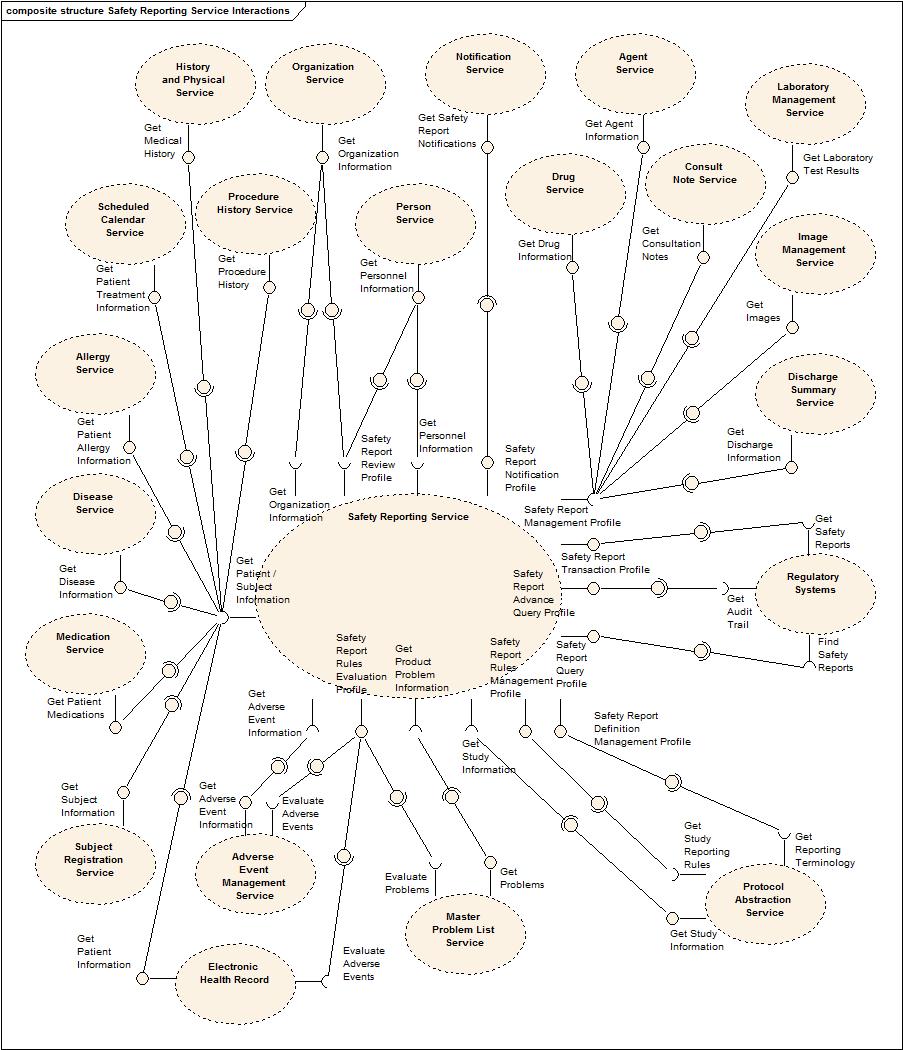 composite structure Safety Reporting Service Interactions
History
and Physical
Service
Organization
Service
Notification
Service
Agent
Service
Laboratory
Management
Service
Get
Medical
History
Get
Organization
Information
Get Safety
Report
Notifications
Get Agent
Information
Get Laboratory
Test Results
Scheduled
Calendar
Service
Procedure
History Service
Person
Service
Drug
Service
Consult
Note Service
Image
Management
Service
Get
Patient
Treatment
Information
Get
Procedure
History
Get
Personnel
Information
Get Drug
Information
Get
Consultation
Notes
Get
Images
Allergy
Service
Discharge
Summary
Service
Get
Patient
Allergy
Information
Safety
Report
Review
Profile
Get
Personnel
Information
Safety
Report
Notification
Profile
Get
Discharge
Information
Disease
Service
Get
Organization
Information
Safety Reporting Service
Safety Report
Management Profile
Get
Safety
Reports
Get
Disease
Information
Get
Patient /
Subject
Information
Safety Report
Transaction Profile
Safety
Report
Advance
Query Profile
Regulatory
Systems
Get
Audit
Trail
Medication
Service
Get Patient
Medications
Safety
Report
Rules
Evaluation
Profile
Get
Product
Problem
Information
Safety
Report
Rules
Management
Profile
Safety
Report
Query
Profile
Find
Safety
Reports
Get
Adverse
Event
Information
Get
Study
Information
Safety Report
Definition
Management Profile
Get
Subject
Information
Get
Adverse
Event
Information
Evaluate
Adverse
Events
Get
Study
Reporting
Rules
Get
Reporting
Terminology
Subject
Registration
Service
Adverse
Event
Management
Service
Evaluate
Problems
Get
Problems
Protocol
Abstraction
Service
Master
Problem List
Service
Get Study
Information
Get
Patient
Information
Electronic
Health Record
Evaluate
Adverse
Events